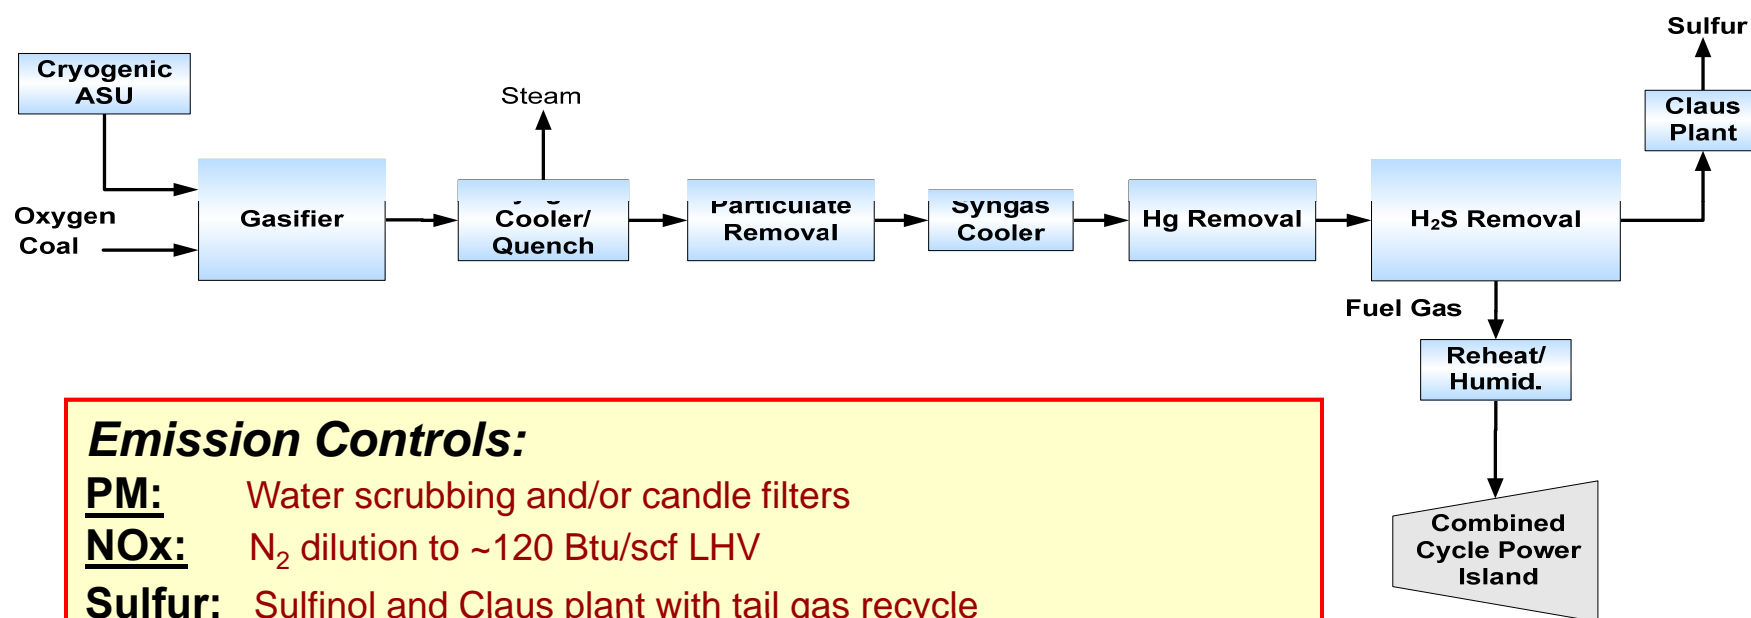 Sulfur
Cryogenic
ASU
Steam
Claus
Plant
Oxygen
Coal
Gasifier
Cooler/
Quench
Particulate
Removal
Syngas
Cooler
Hg Removal
H₂S Removal
Fuel Gas
Reheat/
Humid.
Combined
Cycle Power
Island
Emission Controls:
PM: Water scrubbing and/or candle filters
NOx: N₂ dilution to ~120 Btu/scf LHV
Sulfur: Sulfinol and Claus plant with tail gas recycle